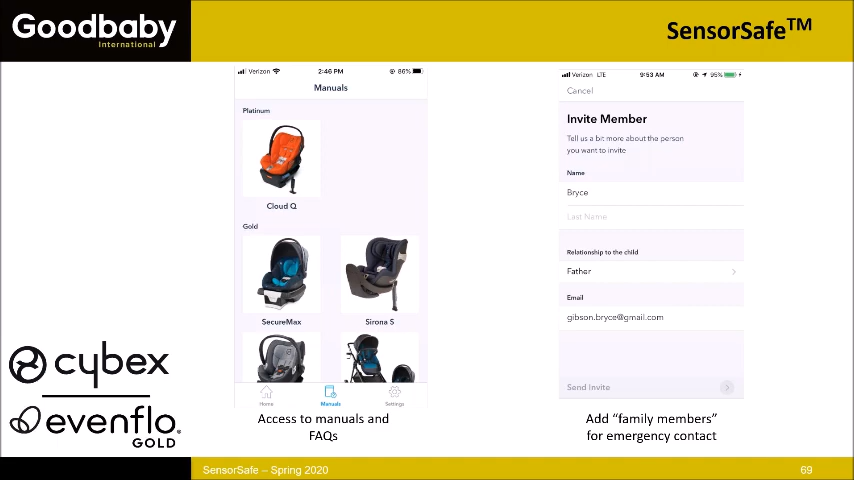 Goodbaby
International
SensorSafe™
Verizon 2:46 PM 86%
Manuals
Platinum
Cloud Q
Gold
SecureMax Sirona S
Home Manuals Settings
Access to manuals and
FAQs
Verizon LTE 9:53 AM 95%
Cancel
Invite Member
Tell us a bit more about the person
you want to invite
Name
Bryce
Last Name
Relationship to the child
Father
Email
gibson.bryce@gmail.com
Send Invite
Add “family members”
for emergency contact
cybex
evenflo®
GOLD
SensorSafe – Spring 2020
69